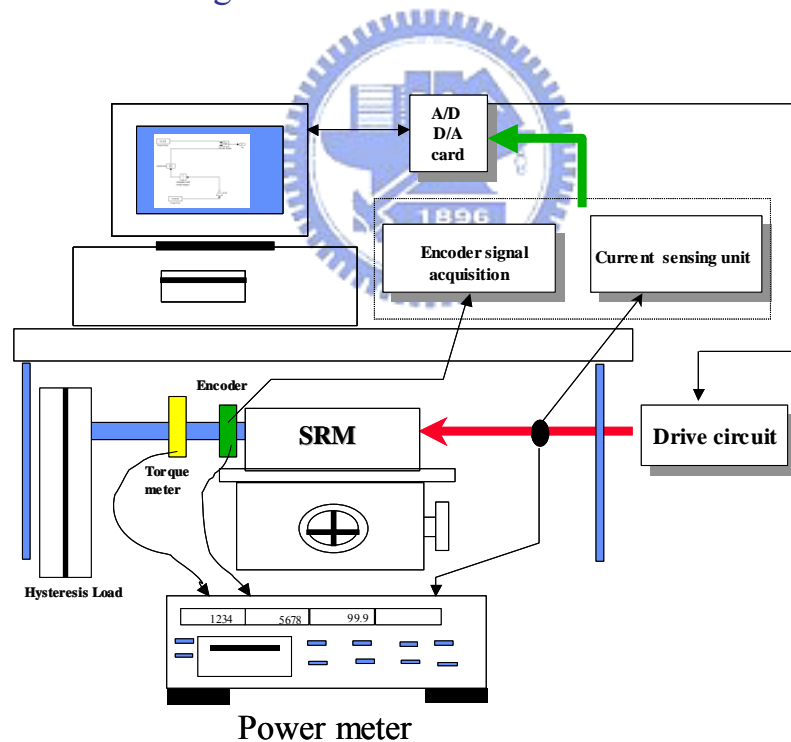 A/D
D/A
card
1896
Encoder signal
acquisition
Current sensing unit
Encoder
SRM
Drive circuit
Torque
meter
Hysteresis Load
1234 5678 99.9
Power meter